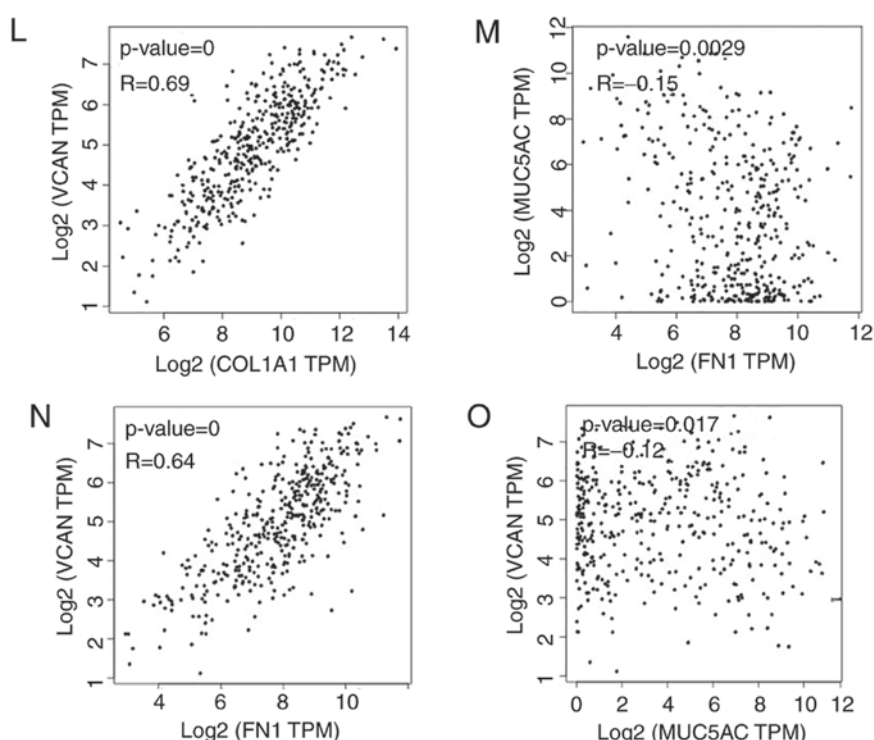 L
p-value=0
R=0.69
Log2 (VCAN TPM)
7
6
5
4
3
2
1
6 8 10 12 14
Log2 (COL1A1 TPM)
M
p-value=0.0029
R=−0.15
Log2 (MUC5AC TPM)
12
10
8
6
4
2
0
4 6 8 10 12
Log2 (FN1 TPM)
N
p-value=0
R=0.64
Log2 (VCAN TPM)
7
6
5
4
3
2
1
4 6 8 10
Log2 (FN1 TPM)
O
p-value=0.017
R=−0.12
Log2 (VCAN TPM)
7
6
5
4
3
2
1
0 2 4 6 8 10 12
Log2 (MUC5AC TPM)